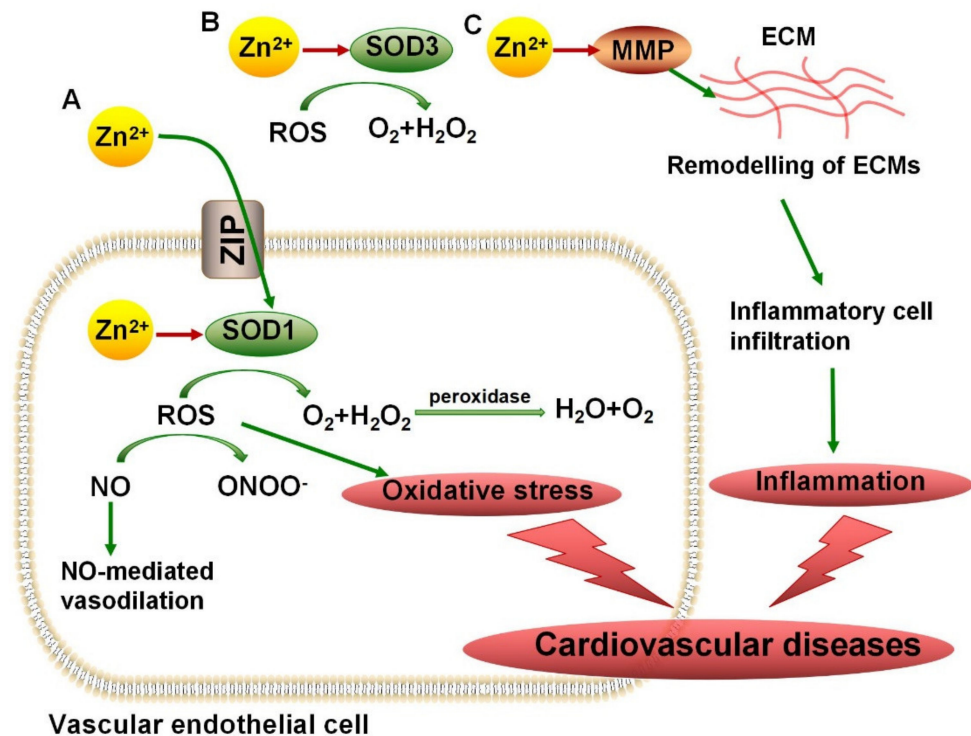 A
Zn²⁺
B
Zn²⁺
SOD3
ROS
O₂+H₂O₂
C
Zn²⁺
MMP
ECM
Remodelling of ECMs
Inflammatory cell
infiltration
Inflammation
ZIP
Zn²⁺
SOD1
ROS
O₂+H₂O₂
peroxidase
H₂O+O₂
NO
ONOO⁻
Oxidative stress
NO-mediated
vasodilation
Cardiovascular diseases
Vascular endothelial cell